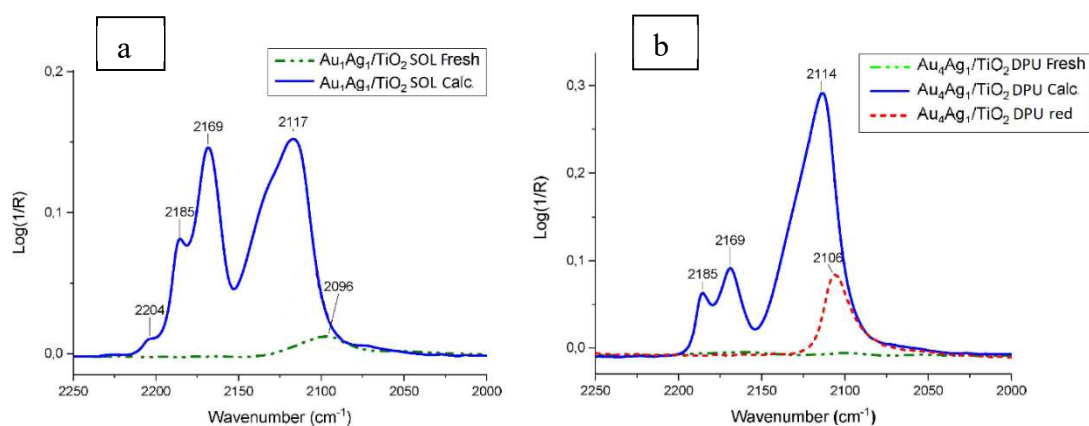 a
Au₁Ag₁/TiO₂ SOL Fresh
Au₁Ag₁/TiO₂ SOL Calc.
0,2
0,1
0,0
Log(1/R)
2204
2185
2169
2117
2096
2250
2200
2150
2100
2050
2000
Wavenumber (cm⁻¹)
b
Au₄Ag₁/TiO₂ DPU Fresh
Au₄Ag₁/TiO₂ DPU Calc.
Au₄Ag₁/TiO₂ DPU red
0,3
0,2
0,1
0,0
Log(1/R)
2185
2169
2114
2106
2250
2200
2150
2100
2050
2000
Wavenumber (cm⁻¹)